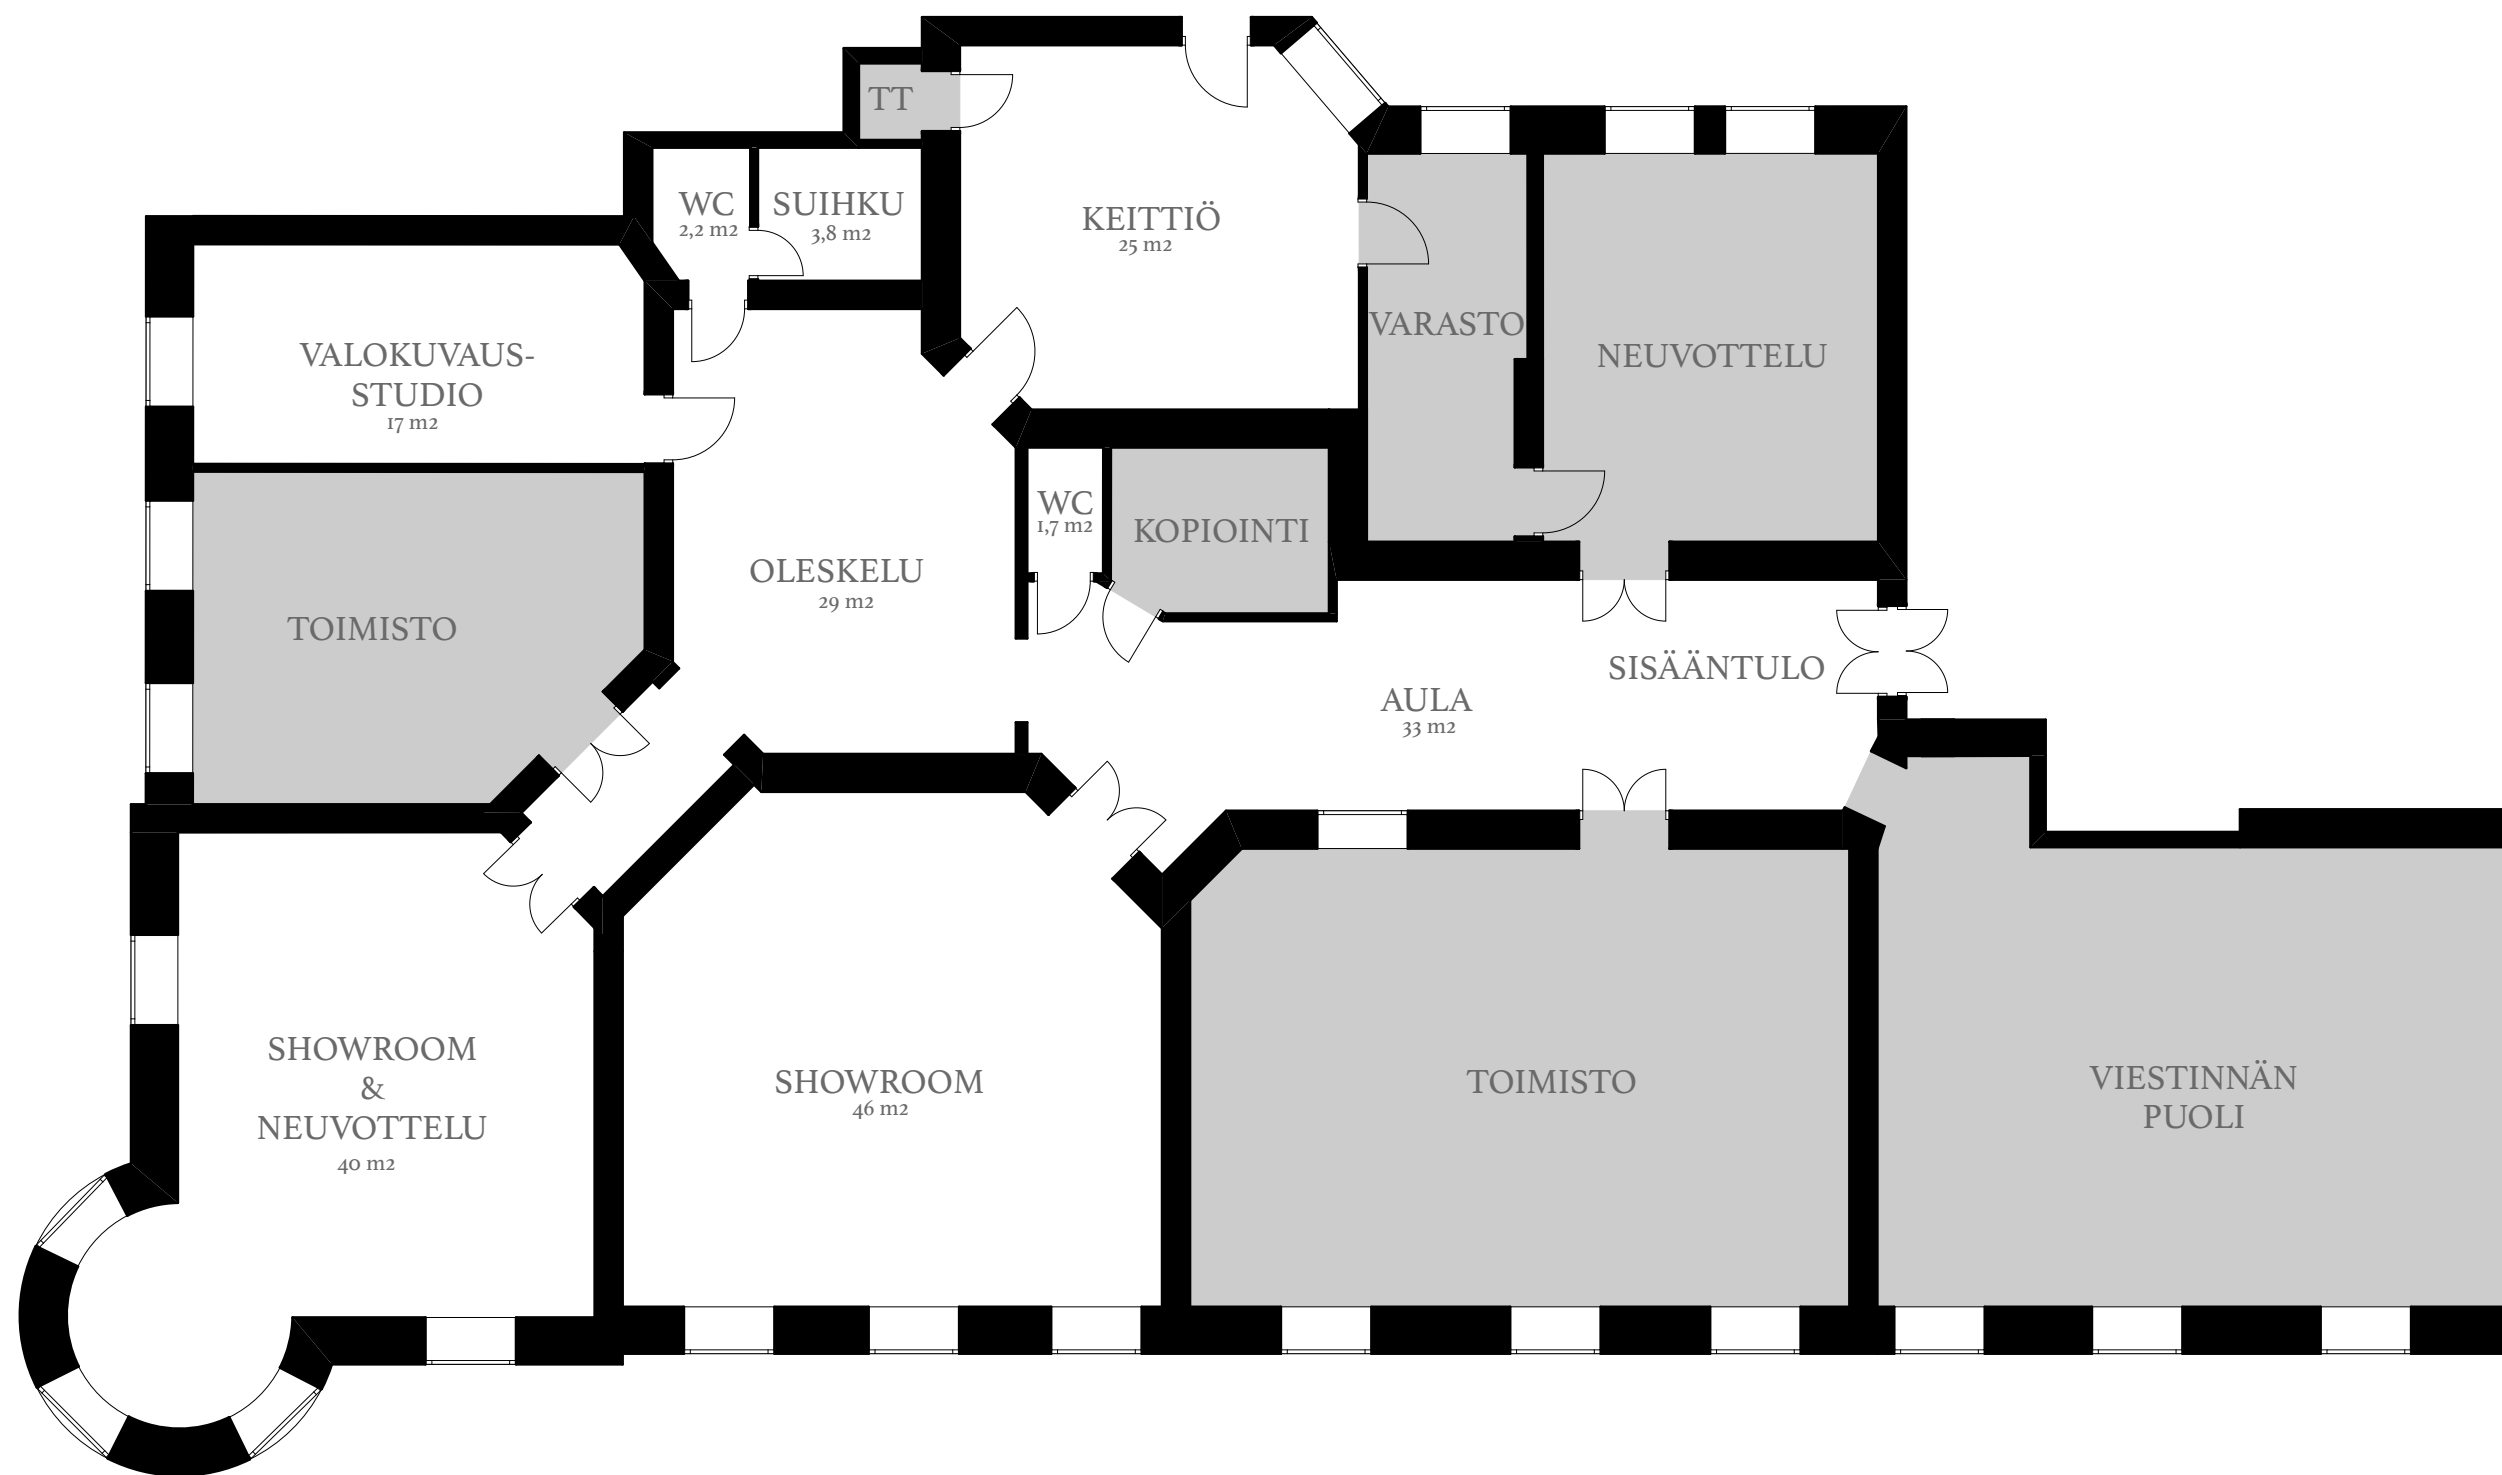 TT
WC
2,2 m2
SUIHKU
3,8 m2
KEITTIÖ
25 m2
VARASTO
NEUVOTTELU
VALOKUVAUS-
STUDIO
17 m2
WC
1,7 m2
KOPIOINTI
OLESKELU
29 m2
TOIMISTO
SISÄÄNTULO
AULA
33 m2
SHOWROOM
&
NEUVOTTELU
40 m2
SHOWROOM
46 m2
TOIMISTO
VIESTINNÄN
PUOLI